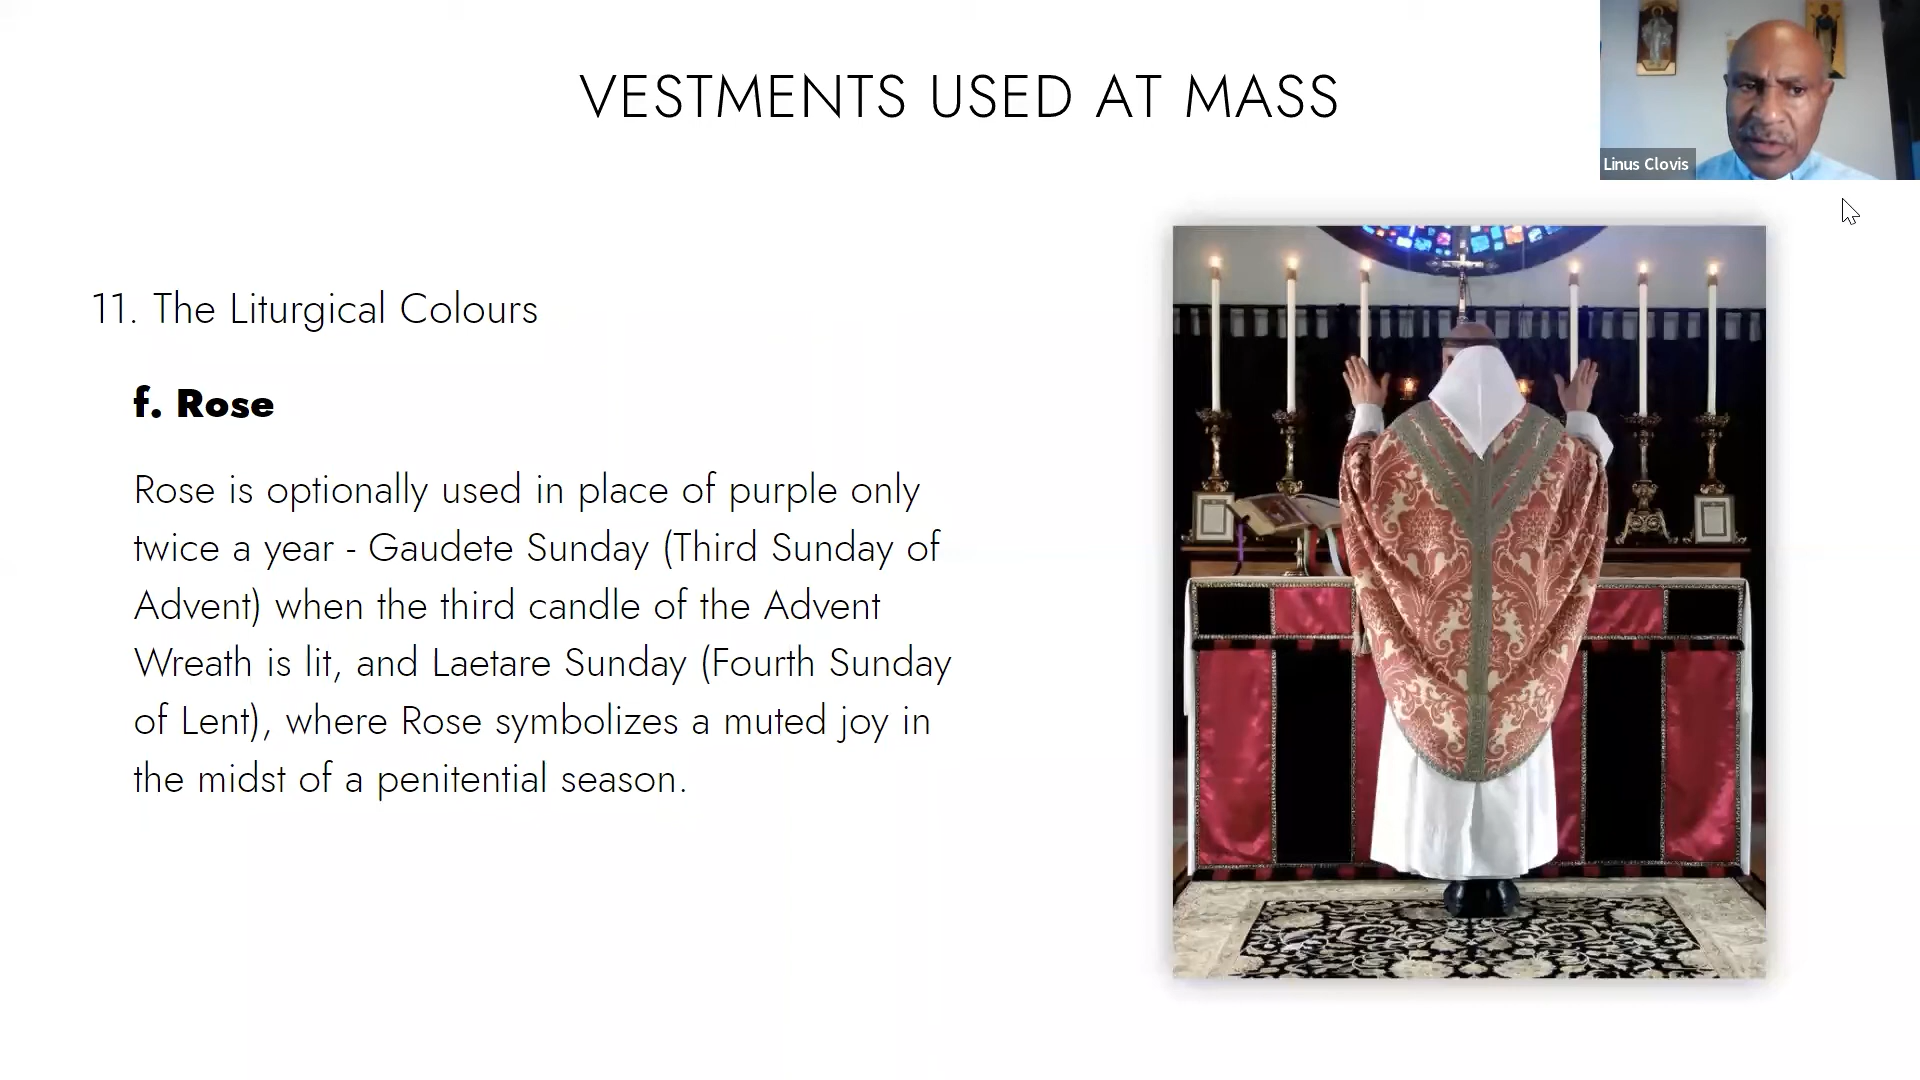 VESTMENTS USED AT MASS
Linus Clovis
11. The Liturgical Colours
f. Rose
Rose is optionally used in place of purple only
twice a year - Gaudete Sunday (Third Sunday of
Advent) when the third candle of the Advent
Wreath is lit, and Laetare Sunday (Fourth Sunday
of Lent), where Rose symbolizes a muted joy in
the midst of a penitential season.